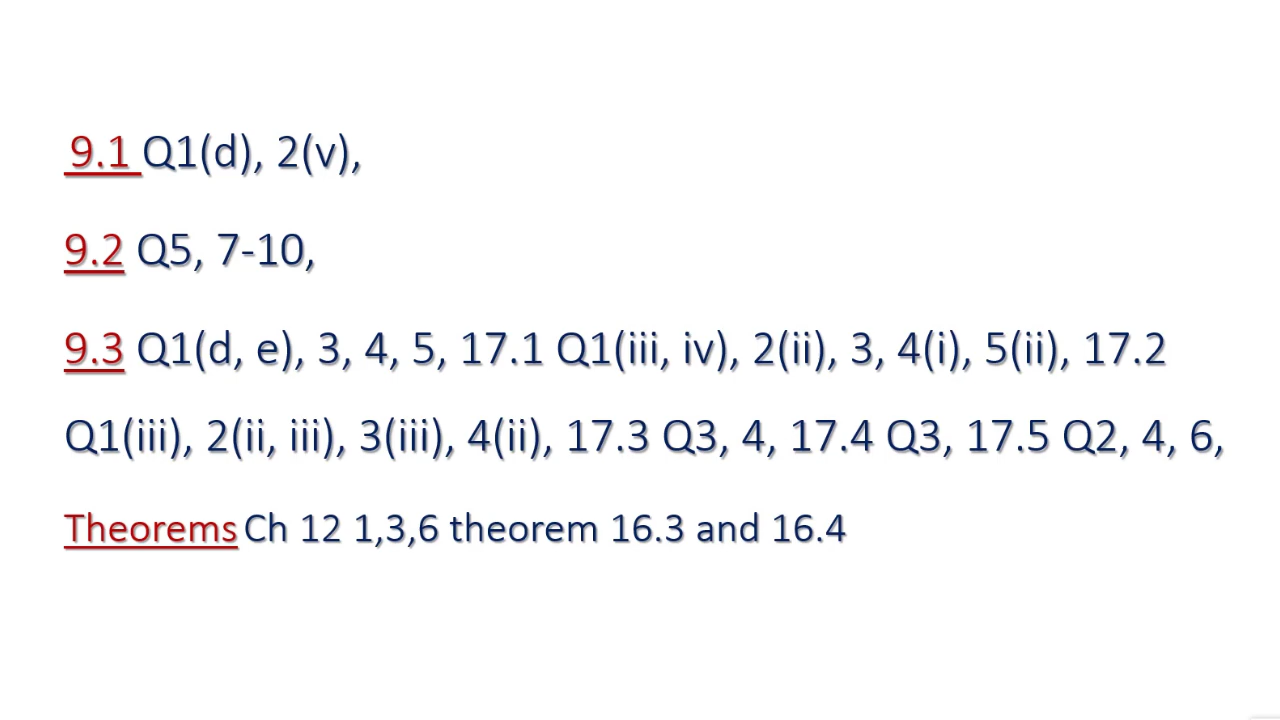 9.1 Q1(d), 2(v),
9.2 Q5, 7-10,
9.3 Q1(d, e), 3, 4, 5, 17.1 Q1(iii, iv), 2(ii), 3, 4(i), 5(ii), 17.2
Q1(iii), 2(ii, iii), 3(iii), 4(ii), 17.3 Q3, 4, 17.4 Q3, 17.5 Q2, 4, 6,
Theorems Ch 12 1,3,6 theorem 16.3 and 16.4